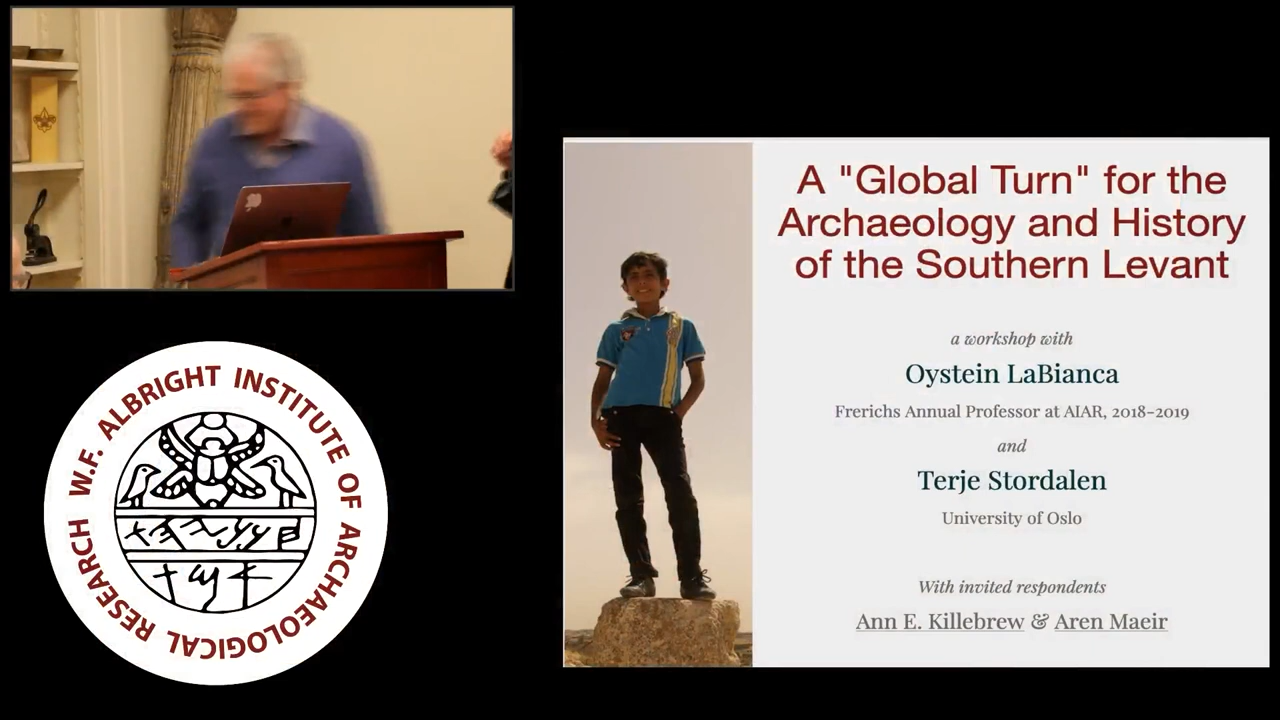 W.F. ALBRIGHT INSTITUTE OF ARCHAEOLOGICAL RESEARCH
A "Global Turn" for the
Archaeology and History
of the Southern Levant
a workshop with
Oystein LaBianca
Frerichs Annual Professor at AIAR, 2018-2019
and
Terje Stordalen
University of Oslo
With invited respondents
Ann E. Killebrew & Aren Maeir